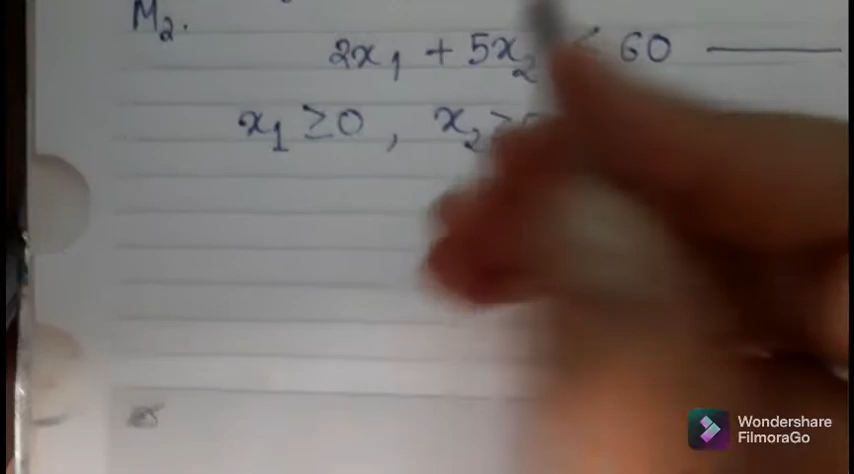 M₂.
2x₁ + 5x₂ ≤ 60 ———
x₁ ≥ 0 , x₂ ≥
Wondershare
FilmoraGo